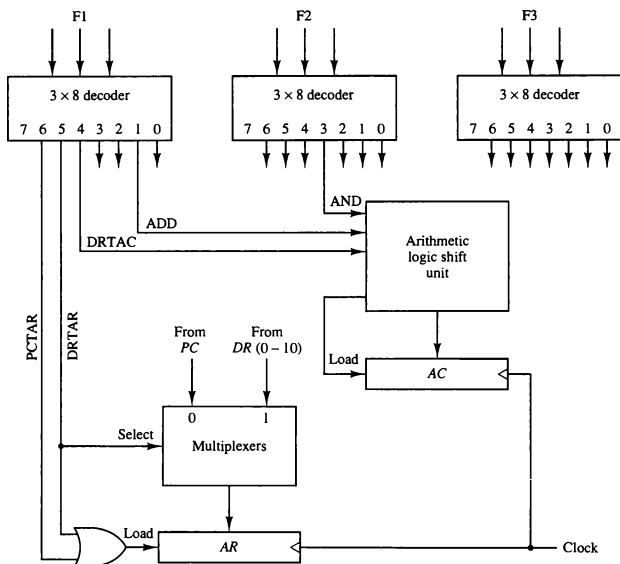 F1
F2
F3
3 × 8 decoder
3 × 8 decoder
3 × 8 decoder
7 6 5 4 3 2 1 0
7 6 5 4 3 2 1 0
7 6 5 4 3 2 1 0
AND
ADD
DRTAC
Arithmetic
logic shift
unit
PCTAR
DRTAR
From
PC
From
DR (0 – 10)
Load
AC
0 1
Select
Multiplexers
Load
AR
Clock